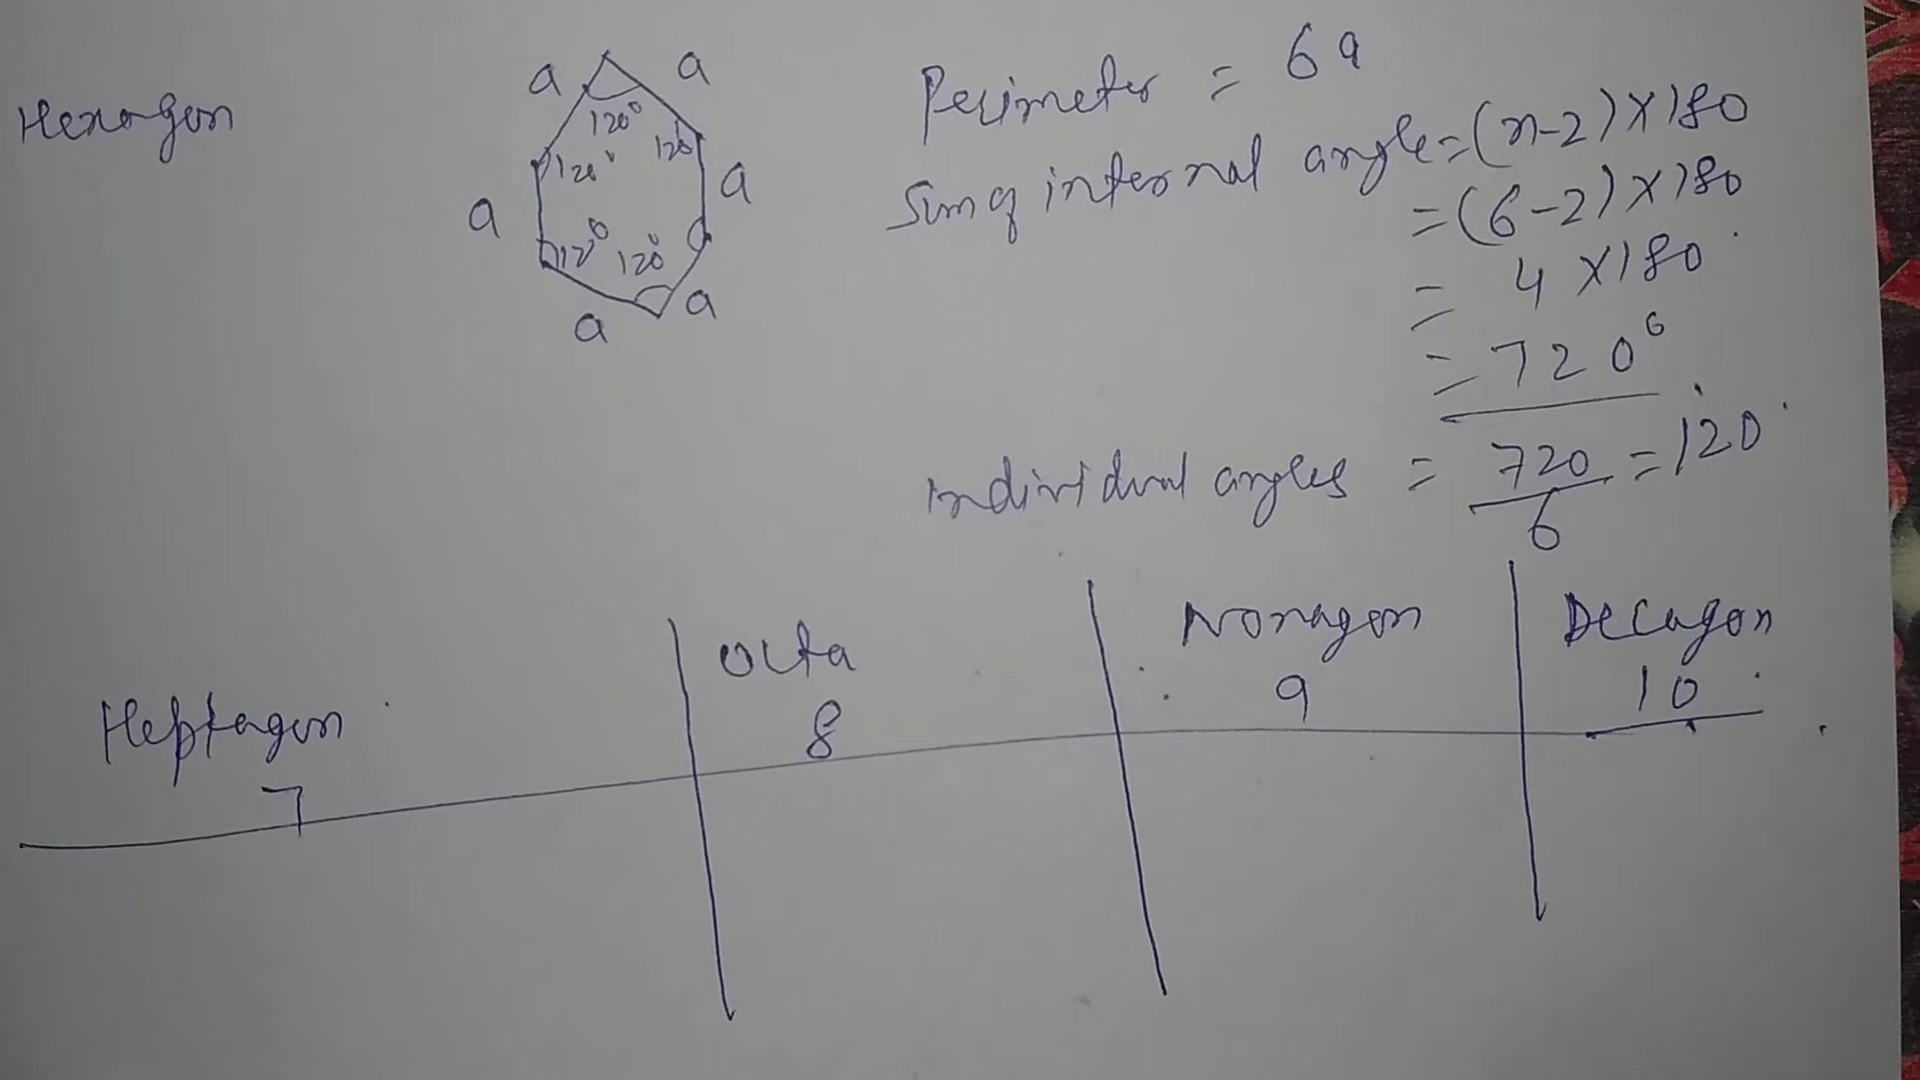 Hexagon
a a
120° 120
120°
a a
120° 120°
a a
Perimeter = 6a
Sum of internal angle = (n-2) X 180
= (6-2) X 180
= 4 X 180
= 720°
Individual angles = 720/6 = 120
Heptagon Octa Nonagon Decagon
7 8 9 10